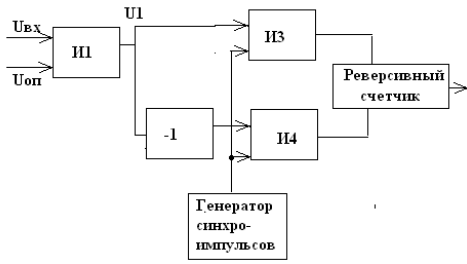 U1
Uвх
И1
Uоп
И3
Реверсивный
счетчик
-1
И4
Генератор
синхро-
импульсов